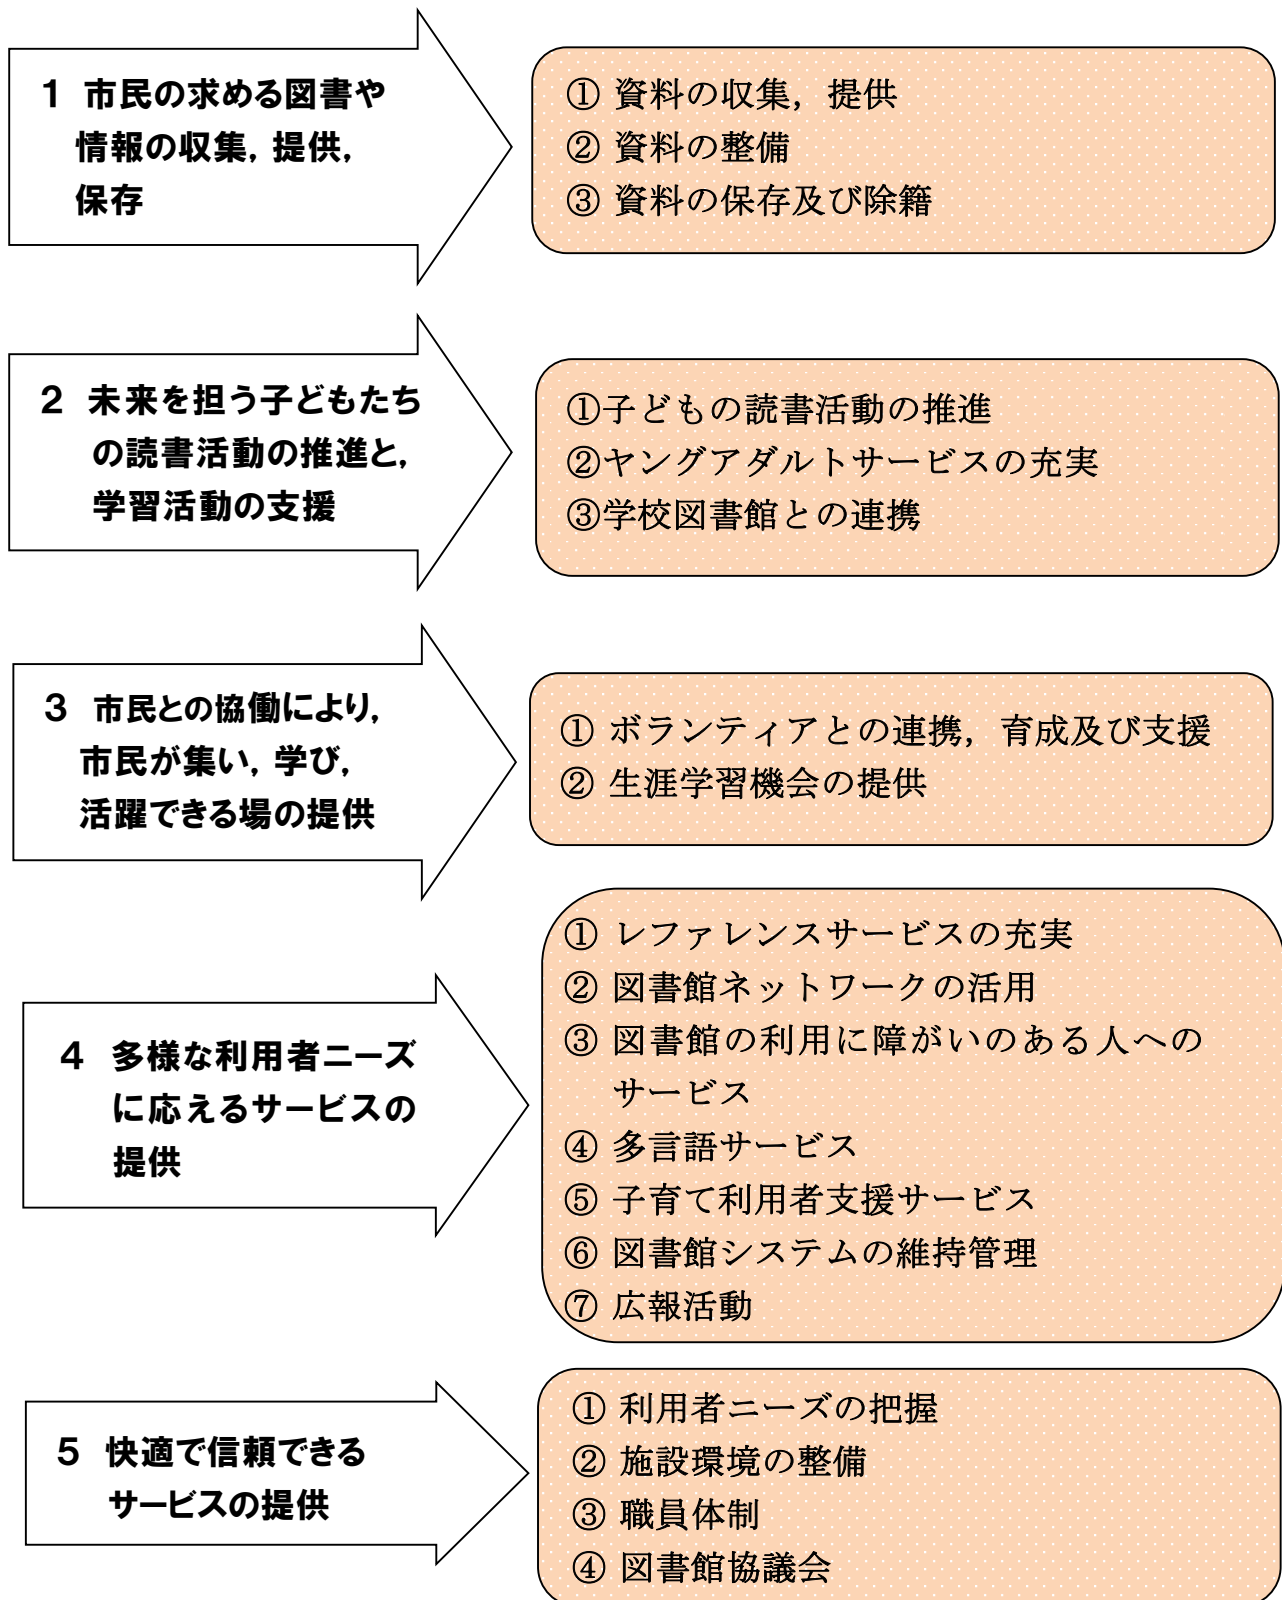 1 市民の求める図書や
情報の収集，提供，
保存
① 資料の収集，提供
② 資料の整備
③ 資料の保存及び除籍
2 未来を担う子どもたち
の読書活動の推進と，
学習活動の支援
①子どもの読書活動の推進
②ヤングアダルトサービスの充実
③学校図書館との連携
3 市民との協働により，
市民が集い，学び，
活躍できる場の提供
① ボランティアとの連携，育成及び支援
② 生涯学習機会の提供
4 多様な利用者ニーズ
に応えるサービスの
提供
① レファレンスサービスの充実
② 図書館ネットワークの活用
③ 図書館の利用に障がいのある人への
サービス
④ 多言語サービス
⑤ 子育て利用者支援サービス
⑥ 図書館システムの維持管理
⑦ 広報活動
5 快適で信頼できる
サービスの提供
① 利用者ニーズの把握
② 施設環境の整備
③ 職員体制
④ 図書館協議会